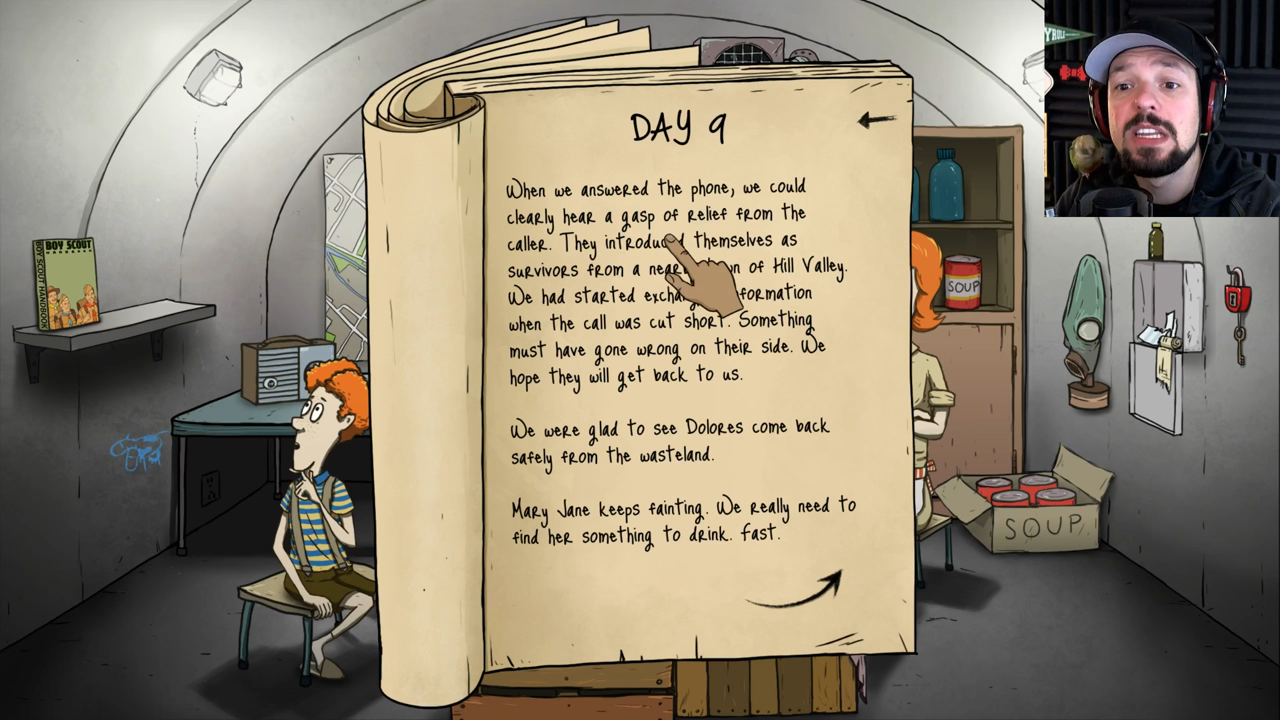 DAY 9
When we answered the phone, we could
clearly hear a gasp of relief from the
caller. They introduced themselves as
survivors from a of Hill Valley.
We had started
when the call was cut short. Something
must have gone wrong on their side. We
hope they will get back to us.
We were glad to see Dolores come back
safely from the wasteland.
Mary Jane keeps fainting. We really need to
find her something to drink. Fast.
BOY SCOUT
BOY SCOUT HANDBOOK
SOUP
SOUP